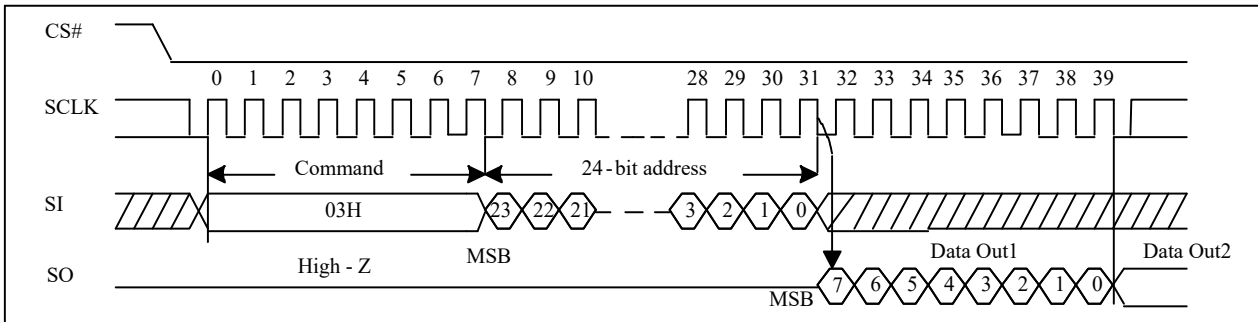 CS#
0 1 2 3 4 5 6 7 8 9 10 28 29 30 31 32 33 34 35 36 37 38 39
SCLK
Command 24-bit address
SI 03H 23 22 21 3 2 1 0
MSB Data Out1 Data Out2
SO High - Z
MSB 7 6 5 4 3 2 1 0